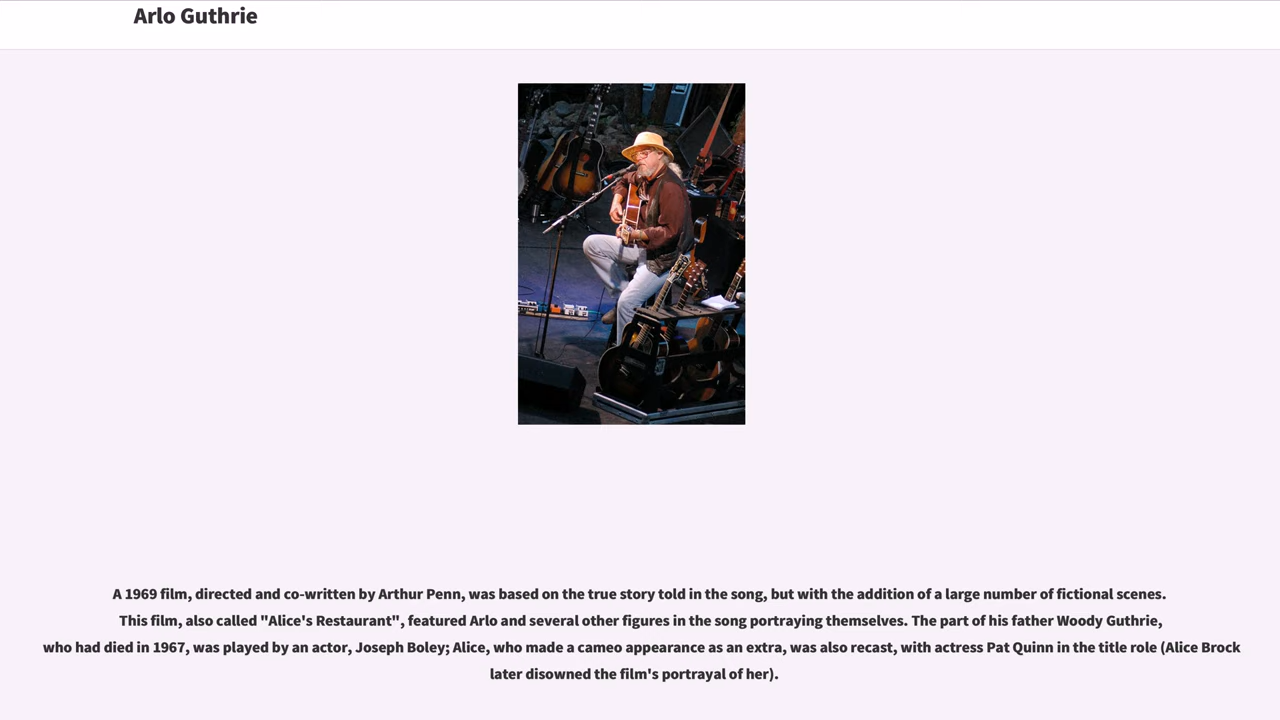 Arlo Guthrie
A 1969 film, directed and co-written by Arthur Penn, was based on the true story told in the song, but with the addition of a large number of fictional scenes.
This film, also called "Alice's Restaurant", featured Arlo and several other figures in the song portraying themselves. The part of his father Woody Guthrie,
who had died in 1967, was played by an actor, Joseph Boley; Alice, who made a cameo appearance as an extra, was also recast, with actress Pat Quinn in the title role (Alice Brock
later disowned the film's portrayal of her).